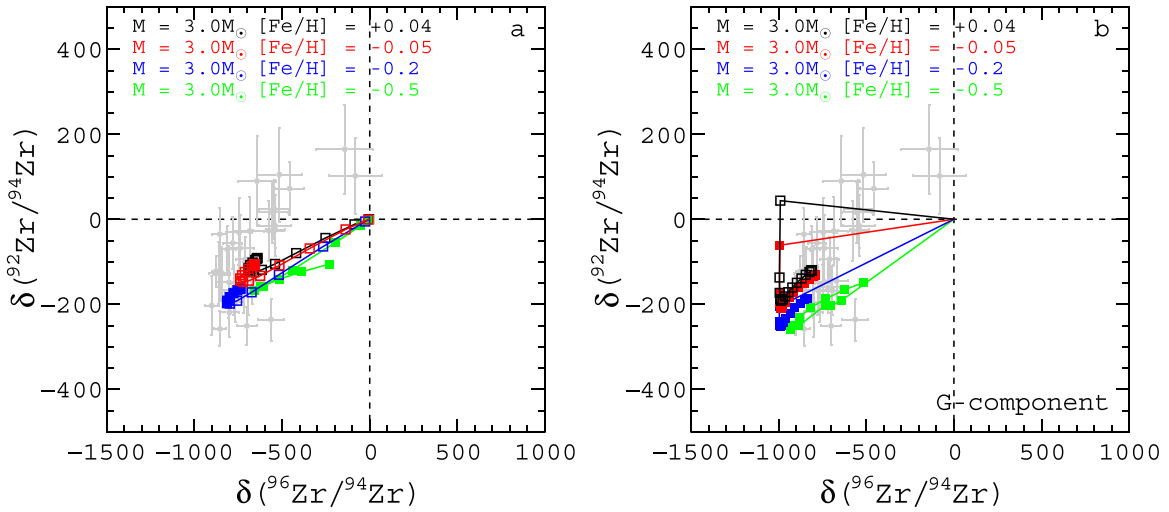 a
M = 3.0M☉ [Fe/H] = +0.04
M = 3.0M☉ [Fe/H] = -0.05
M = 3.0M☉ [Fe/H] = -0.2
M = 3.0M☉ [Fe/H] = -0.5
400
200
0
−200
−400
δ(⁹²Zr/⁹⁴Zr)
−1500 −1000 −500 0 500 1000
δ(⁹⁶Zr/⁹⁴Zr)
b
M = 3.0M☉ [Fe/H] = +0.04
M = 3.0M☉ [Fe/H] = -0.05
M = 3.0M☉ [Fe/H] = -0.2
M = 3.0M☉ [Fe/H] = -0.5
400
200
0
−200
−400
δ(⁹²Zr/⁹⁴Zr)
G-component
−1500 −1000 −500 0 500 1000
δ(⁹⁶Zr/⁹⁴Zr)